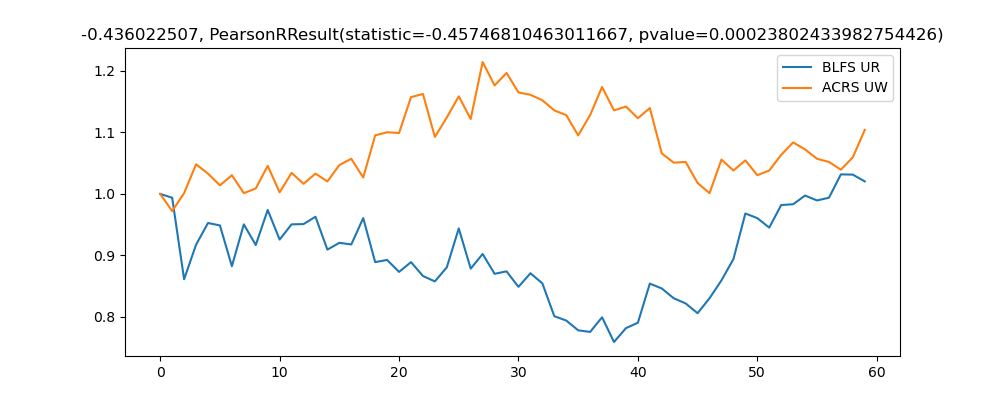 -0.436022507, PearsonRResult(statistic=-0.45746810463011667, pvalue=0.00023802433982754426)
BLFS UR
ACRS UW
1.2
1.1
1.0
0.9
0.8
0 10 20 30 40 50 60